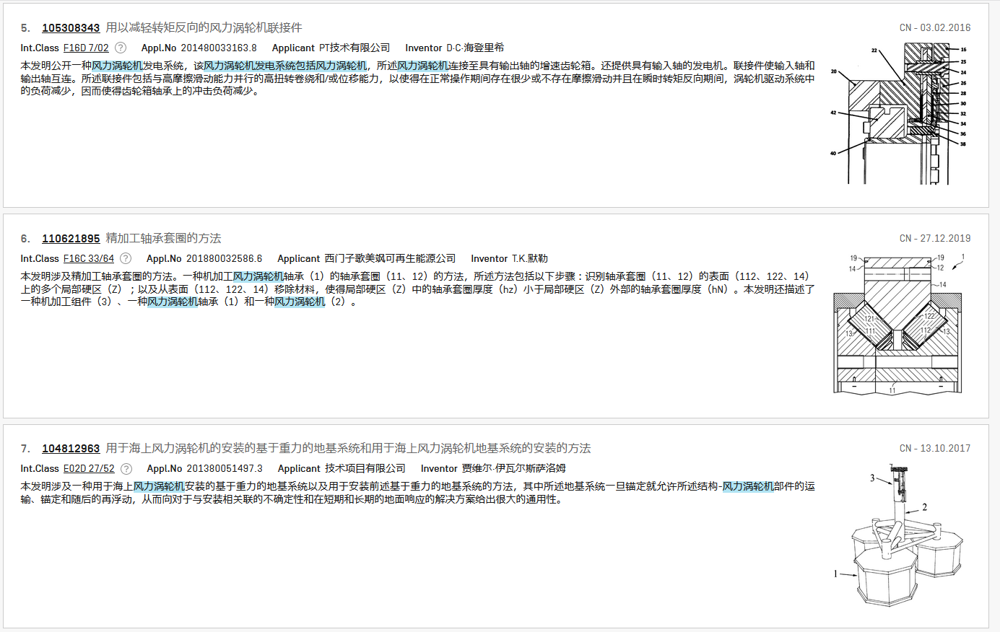 5. 105308343 用以减轻转矩反向的风力涡轮机联接件 CN - 03.02.2016
Int.Class F16D 7/02 ? Appl.No 201480033163.8 Applicant PT技术有限公司 Inventor D·C·海登里希
本发明公开一种风力涡轮机发电系统，该风力涡轮机发电系统包括风力涡轮机，所述风力涡轮机连接至具有输出轴的增速齿轮箱。还提供具有输入轴的发电机。联接件使输入轴和
输出轴互连。所述联接件包括与高摩擦滑动能力并行的高扭转卷绕和/或位移能力，以使得在正常操作期间存在很少或不存在摩擦滑动并且在瞬时转矩反向期间，涡轮机驱动系统中
的负荷减少，因而使得齿轮箱轴承上的冲击负荷减少。
22
16
25
20
24
26
28
30
42
32
34
36
38
40
6. 110621895 精加工轴承套圈的方法 CN - 27.12.2019
Int.Class F16C 33/64 ? Appl.No 201880032586.6 Applicant 西门子歌美飒可再生能源公司 Inventor T.K.默勒
本发明涉及精加工轴承套圈的方法。一种机加工风力涡轮机轴承（1）的轴承套圈（11、12）的方法，所述方法包括以下步骤：识别轴承套圈（11、12）的表面（112、122、14）
上的多个局部硬区（Z）；以及从表面（112、122、14）移除材料，使得局部硬区（Z）中的轴承套圈厚度（hz）小于局部硬区（Z）外部的轴承套圈厚度（hN）。本发明还描述了
一种机加工组件（3）、一种风力涡轮机轴承（1）和一种风力涡轮机（2）。
19 19 1
14 12
14
121 122
13 111 112 13
11
7. 104812963 用于海上风力涡轮机的安装的基于重力的地基系统和用于海上风力涡轮机地基系统的安装的方法 CN - 13.10.2017
Int.Class E02D 27/52 ? Appl.No 201380051497.3 Applicant 技术项目有限公司 Inventor 贾维尔·伊瓦尔斯萨洛姆
本发明涉及一种用于海上风力涡轮机安装的基于重力的地基系统以及用于安装前述基于重力的地基系统的方法，其中所述地基系统一旦锚定就允许所述结构-风力涡轮机部件的运
输、锚定和随后的再浮动，从而向对于与安装相关联的不确定性和在短期和长期的地面响应的解决方案给出很大的通用性。
3
2
1